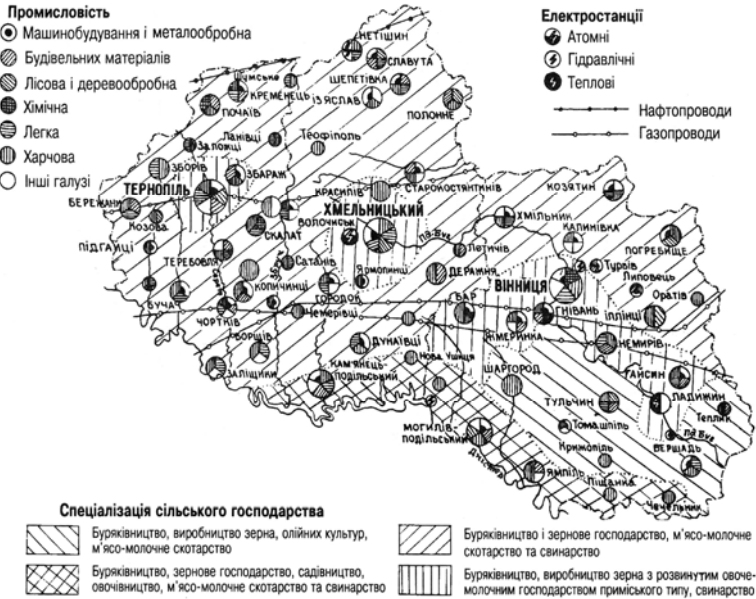 Промисловість
Машинобудування і металообробна
Будівельних матеріалів
Лісова і деревообробна
Хімічна
Легка
Харчова
Інші галузі
Електростанції
Атомні
Гідравлічні
Теплові
Нафтопроводи
Газопроводи
НЕТІШИН
СЛАВУТА
ШЕПЕТІВКА
КРЕМЕНЕЦЬ
ІЗЯСЛАВ
ПОЛОННЕ
ПОЧАЇВ
Ланівці
Теофіполь
Заложці
ЗБОРІВ
ЗБАРАЖ
ТЕРНОПІЛЬ
КРАСИЛІВ
СТАРОКОСТЯНТИНІВ
КОЗЯТИН
БЕРЕЖАНИ
Козова
ХМЕЛЬНИЦЬКИЙ
ВОЛОЧИСЬК
ХМІЛЬНИК
КАЛИНІВКА
ПОГРЕБИЩЕ
СКАЛАТ
Пд.Буг
Летичів
ПІДГАЙЦІ
ТЕРЕБОВЛЯ
Збруч
Сатанів
Ярмолинці
ДЕРАЖНЯ
ВІННИЦЯ
Турбів
Липовець
Оратів
БУЧАЧ
КОПИЧИНЦІ
ГОРОДОК
БАР
ГНІВАНЬ
ІЛЛІНЦІ
ЧОРТКІВ
Чемерівці
ЖМЕРИНКА
НЕМИРІВ
БОРЩІВ
ДУНАЇВЦІ
Нова Ушиця
ЗАЛІЩИКИ
КАМ'ЯНЕЦЬ-
ПОДІЛЬСЬКИЙ
ШАРГОРОД
ГАЙСИН
ТУЛЬЧИН
ЛАДИЖИН
Теплик
МОГИЛІВ-
ПОДІЛЬСЬКИЙ
Томашпіль
Пд.Буг
Крижопіль
БЕРШАДЬ
Дністер
ЯМПІЛЬ
Піщанка
Чечельник
Спеціалізація сільського господарства
Буряківництво, виробництво зерна, олійних культур,
м'ясо-молочне скотарство
Буряківництво, зернове господарство, садівництво,
овочівництво, м'ясо-молочне скотарство та свинарство
Буряківництво і зернове господарство, м'ясо-молочне
скотарство та свинарство
Буряківництво, виробництво зерна з розвинутим овоче-
молочним господарством приміського типу, свинарство